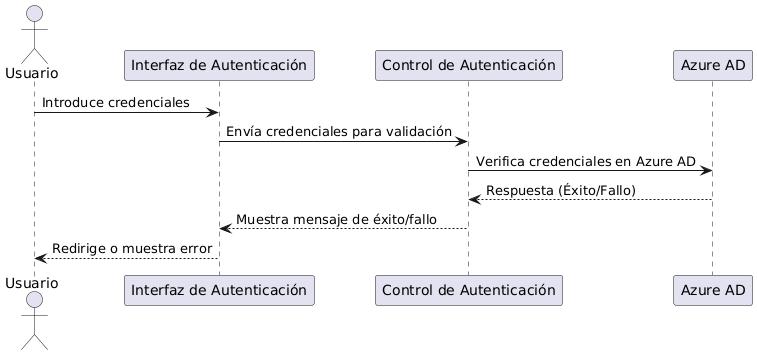 Usuario
Interfaz de Autenticación
Control de Autenticación
Azure AD
Introduce credenciales
Envía credenciales para validación
Verifica credenciales en Azure AD
Respuesta (Éxito/Fallo)
Muestra mensaje de éxito/fallo
Redirige o muestra error
Usuario
Interfaz de Autenticación
Control de Autenticación
Azure AD